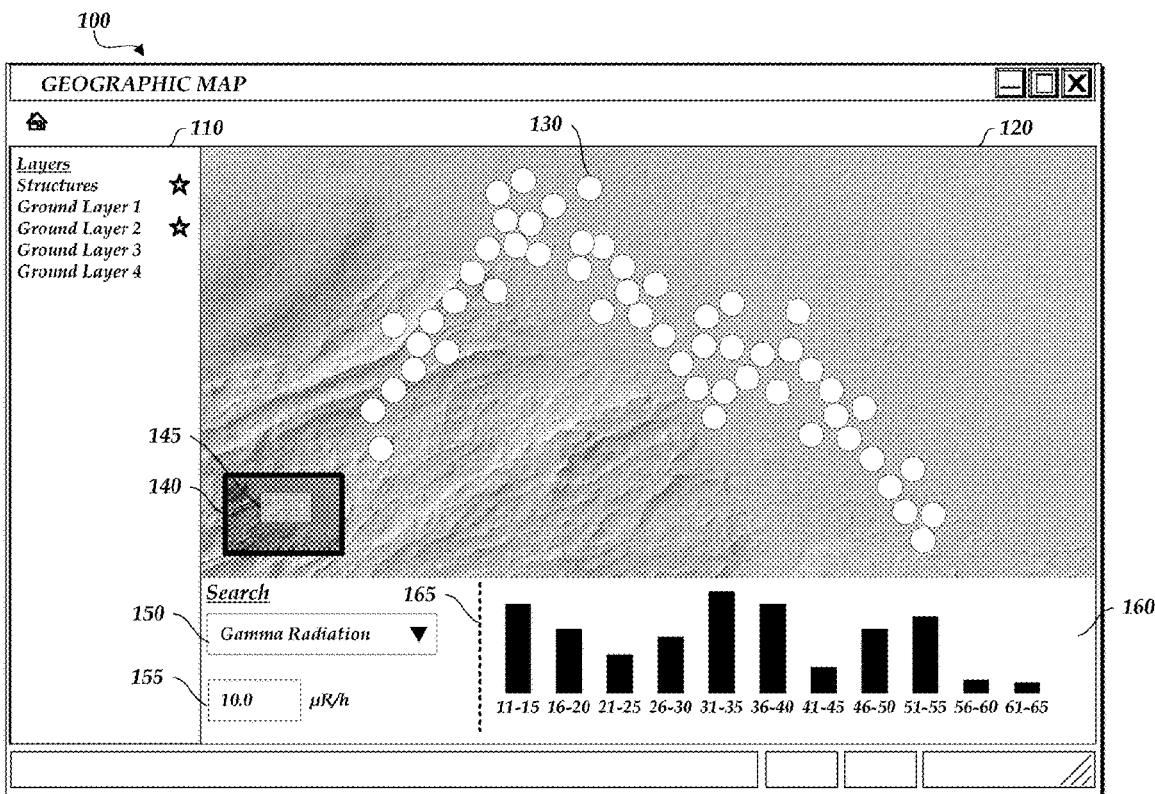 100
GEOGRAPHIC MAP
110
130
120
Layers
Structures
Ground Layer 1
Ground Layer 2
Ground Layer 3
Ground Layer 4
145
140
Search
165
150
Gamma Radiation
160
155
10.0 µR/h
11-15 16-20 21-25 26-30 31-35 36-40 41-45 46-50 51-55 56-60 61-65